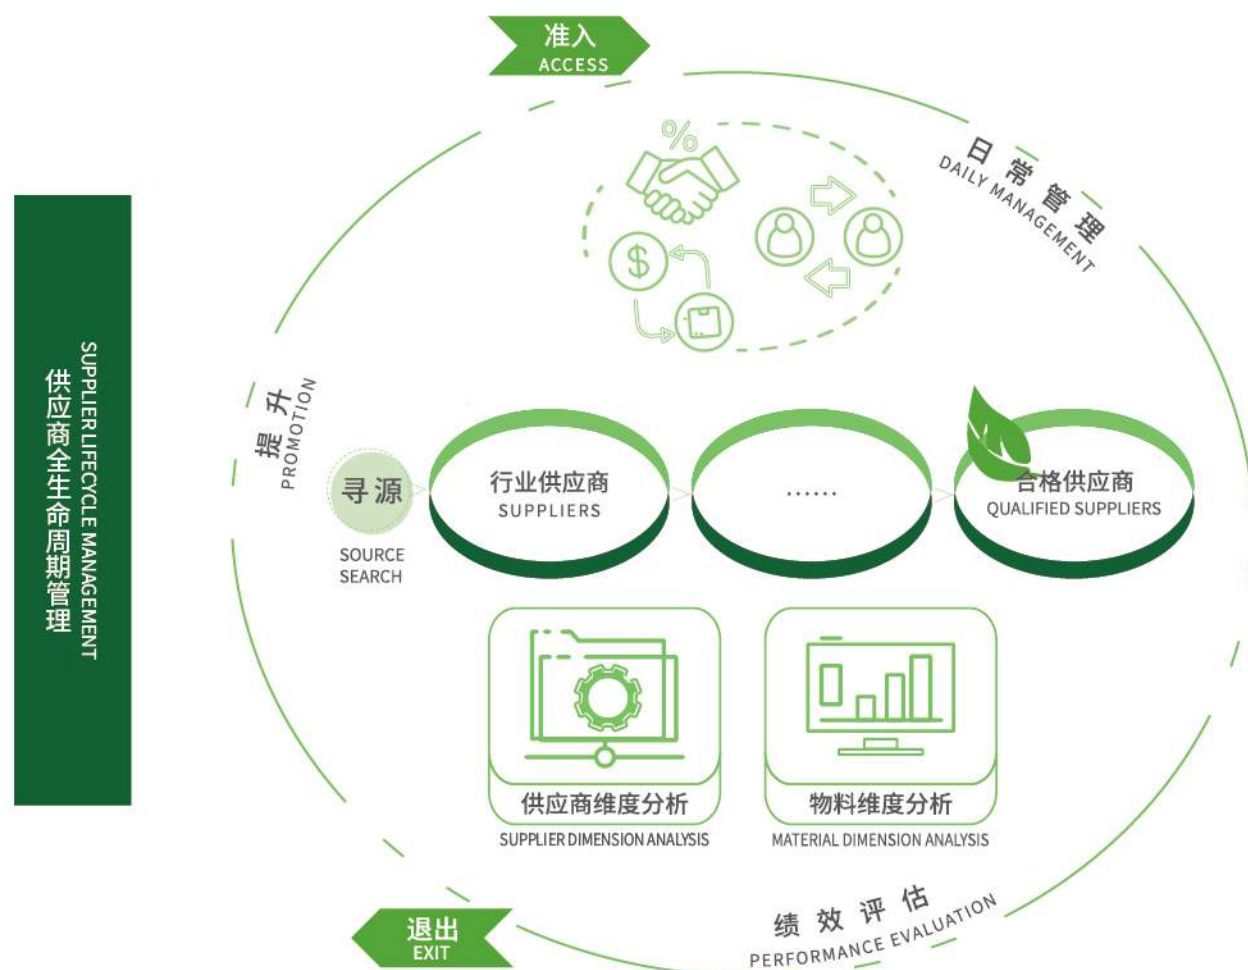 准入
ACCESS
日常管理
DAILY MANAGEMENT
%
$
供应商全生命周期管理
SUPPLIER LIFECYCLE MANAGEMENT
提升
PROMOTION
寻源
SOURCE
SEARCH
行业供应商
SUPPLIERS
······
合格供应商
QUALIFIED SUPPLIERS
供应商维度分析
SUPPLIER DIMENSION ANALYSIS
物料维度分析
MATERIAL DIMENSION ANALYSIS
绩效评估
PERFORMANCE EVALUATION
退出
EXIT